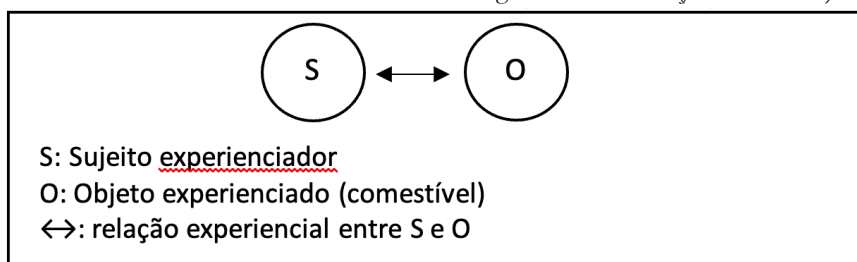 S O
S: Sujeito experienciador
O: Objeto experienciado (comestível)
↔: relação experiencial entre S e O